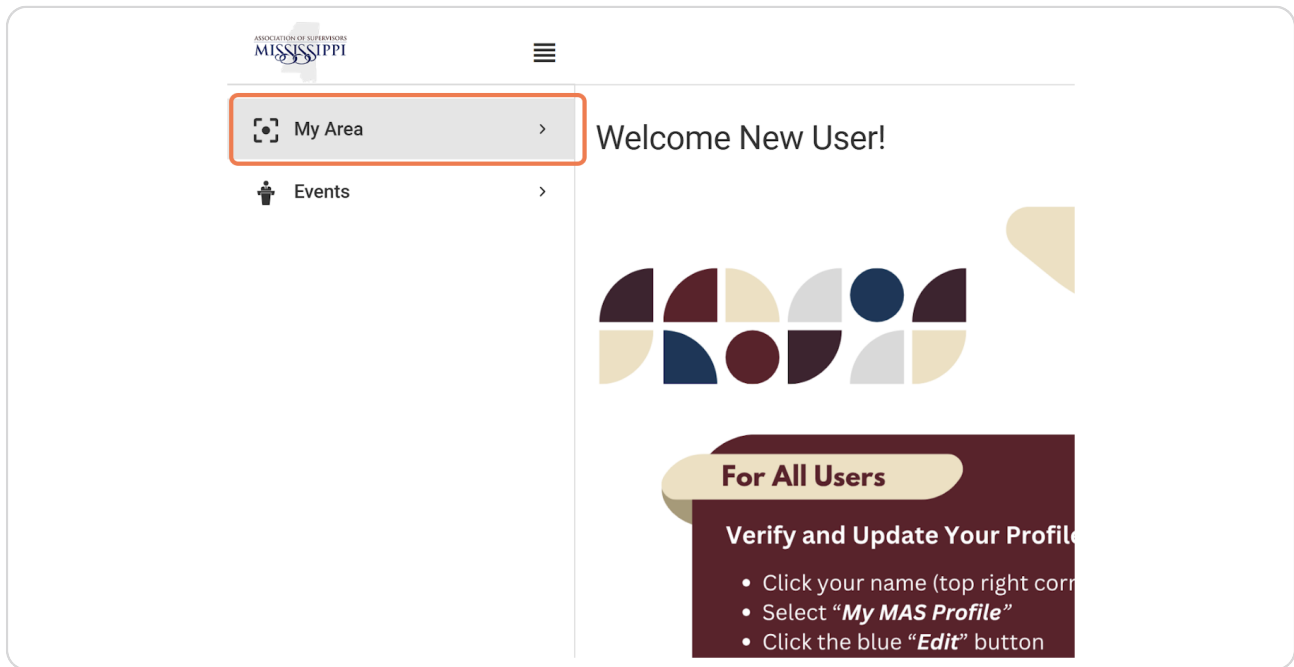 ASSOCIATION OF SUPERVISORS
MISSISSIPPI
My Area
Events
Welcome New User!
For All Users
Verify and Update Your Profile
• Click your name (top right corr
• Select “My MAS Profile”
• Click the blue “Edit” button